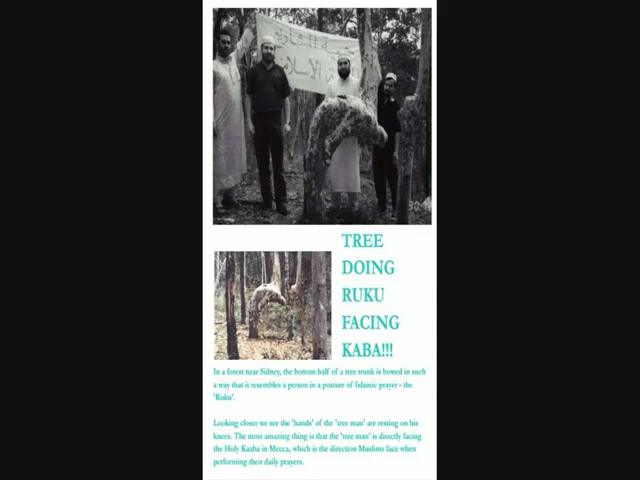 جمعية المشاريع
الأسلامية
TREE
DOING
RUKU
FACING
KABA!!!
In a forest near Sidney, the bottom half of a tree trunk is bowed in such
a way that it resembles a person in a posture of Islamic prayer - the
'Ruku'.
Looking closer we see the 'hands' of the 'tree man' are resting on his
knees. The most amazing thing is that the 'tree man' is directly facing
the Holy Kaaba in Mecca, which is the direction Muslims face when
performing their daily prayers.